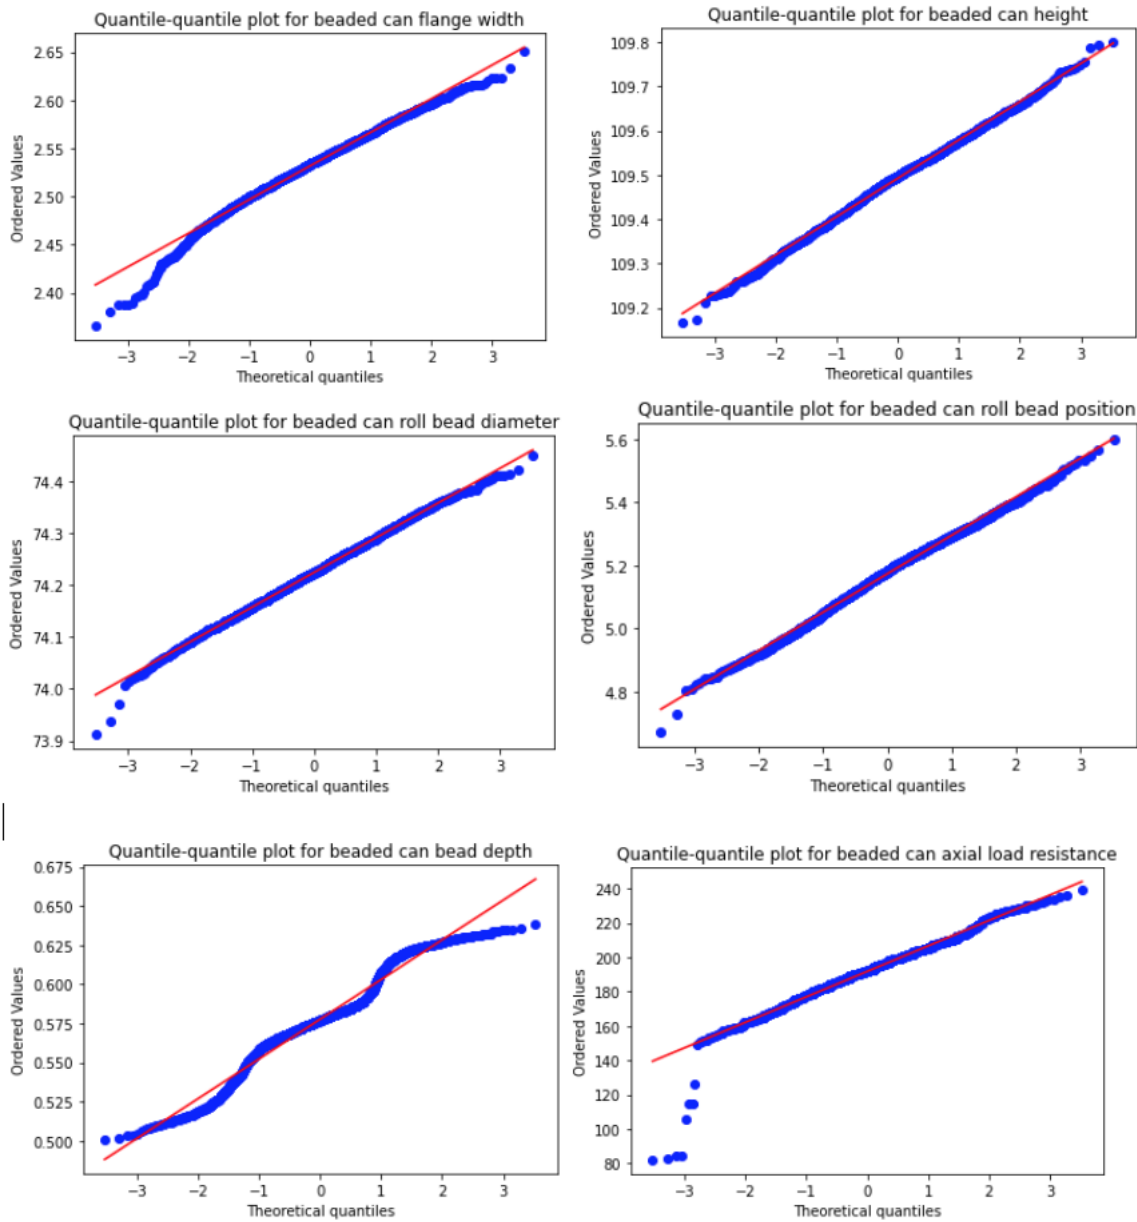 Quantile-quantile plot for beaded can flange width
2.65
2.60
2.55
2.50
2.45
2.40
Ordered Values
−3 −2 −1 0 1 2 3
Theoretical quantiles
Quantile-quantile plot for beaded can height
109.8
109.7
109.6
109.5
109.4
109.3
109.2
Ordered Values
−3 −2 −1 0 1 2 3
Theoretical quantiles
Quantile-quantile plot for beaded can roll bead diameter
74.4
74.3
74.2
74.1
74.0
73.9
Ordered Values
−3 −2 −1 0 1 2 3
Theoretical quantiles
Quantile-quantile plot for beaded can roll bead position
5.6
5.4
5.2
5.0
4.8
Ordered Values
−3 −2 −1 0 1 2 3
Theoretical quantiles
Quantile-quantile plot for beaded can bead depth
0.675
0.650
0.625
0.600
0.575
0.550
0.525
0.500
Ordered Values
−3 −2 −1 0 1 2 3
Theoretical quantiles
Quantile-quantile plot for beaded can axial load resistance
240
220
200
180
160
140
120
100
80
Ordered Values
−3 −2 −1 0 1 2 3
Theoretical quantiles